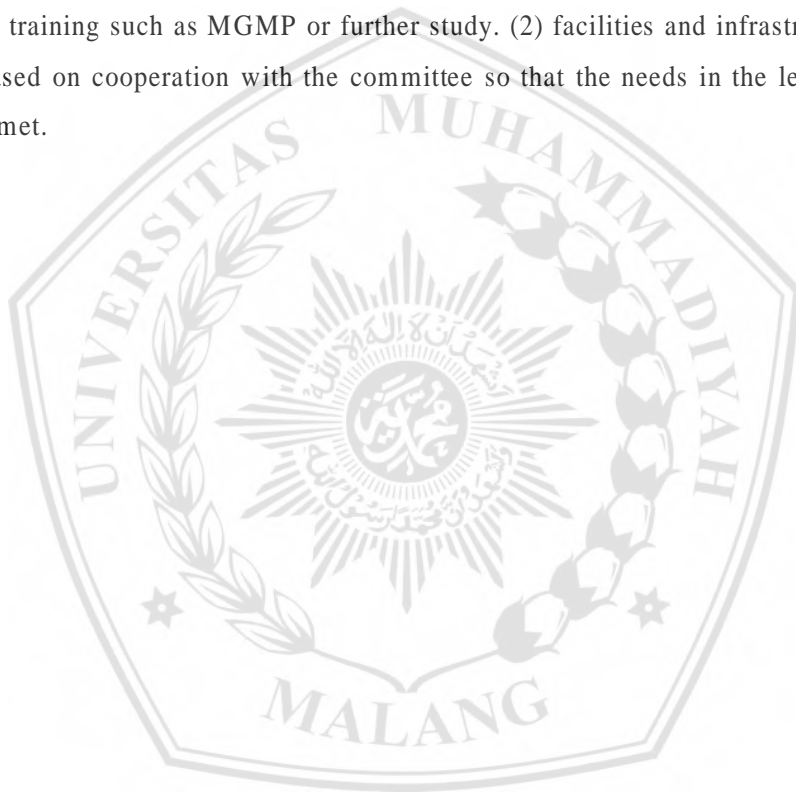 training such as MGMP or further study. (2) facilities and infrastr
sed on cooperation with the committee so that the needs in the le
met.
UNIVERSITAS MUHAMMADIYAH
MALANG